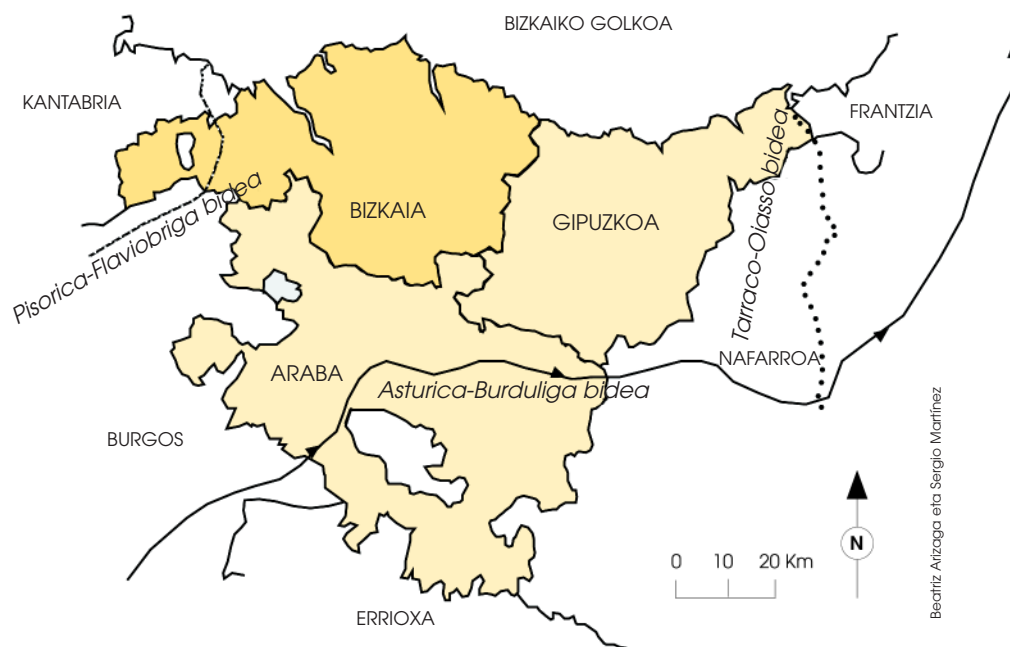 BIZKAIKO GOLKOA
KANTABRIA
FRANTZIA
Pisorica-Flaviobriga bidea
BIZKAIA
GIPUZKOA
Tarraco-Oiasso bidea
NAFARROA
ARABA
Asturica-Burduliga bidea
BURGOS
ERRIOXA
0 10 20 Km
N
Beatriz Arizaga eta Sergio Martínez